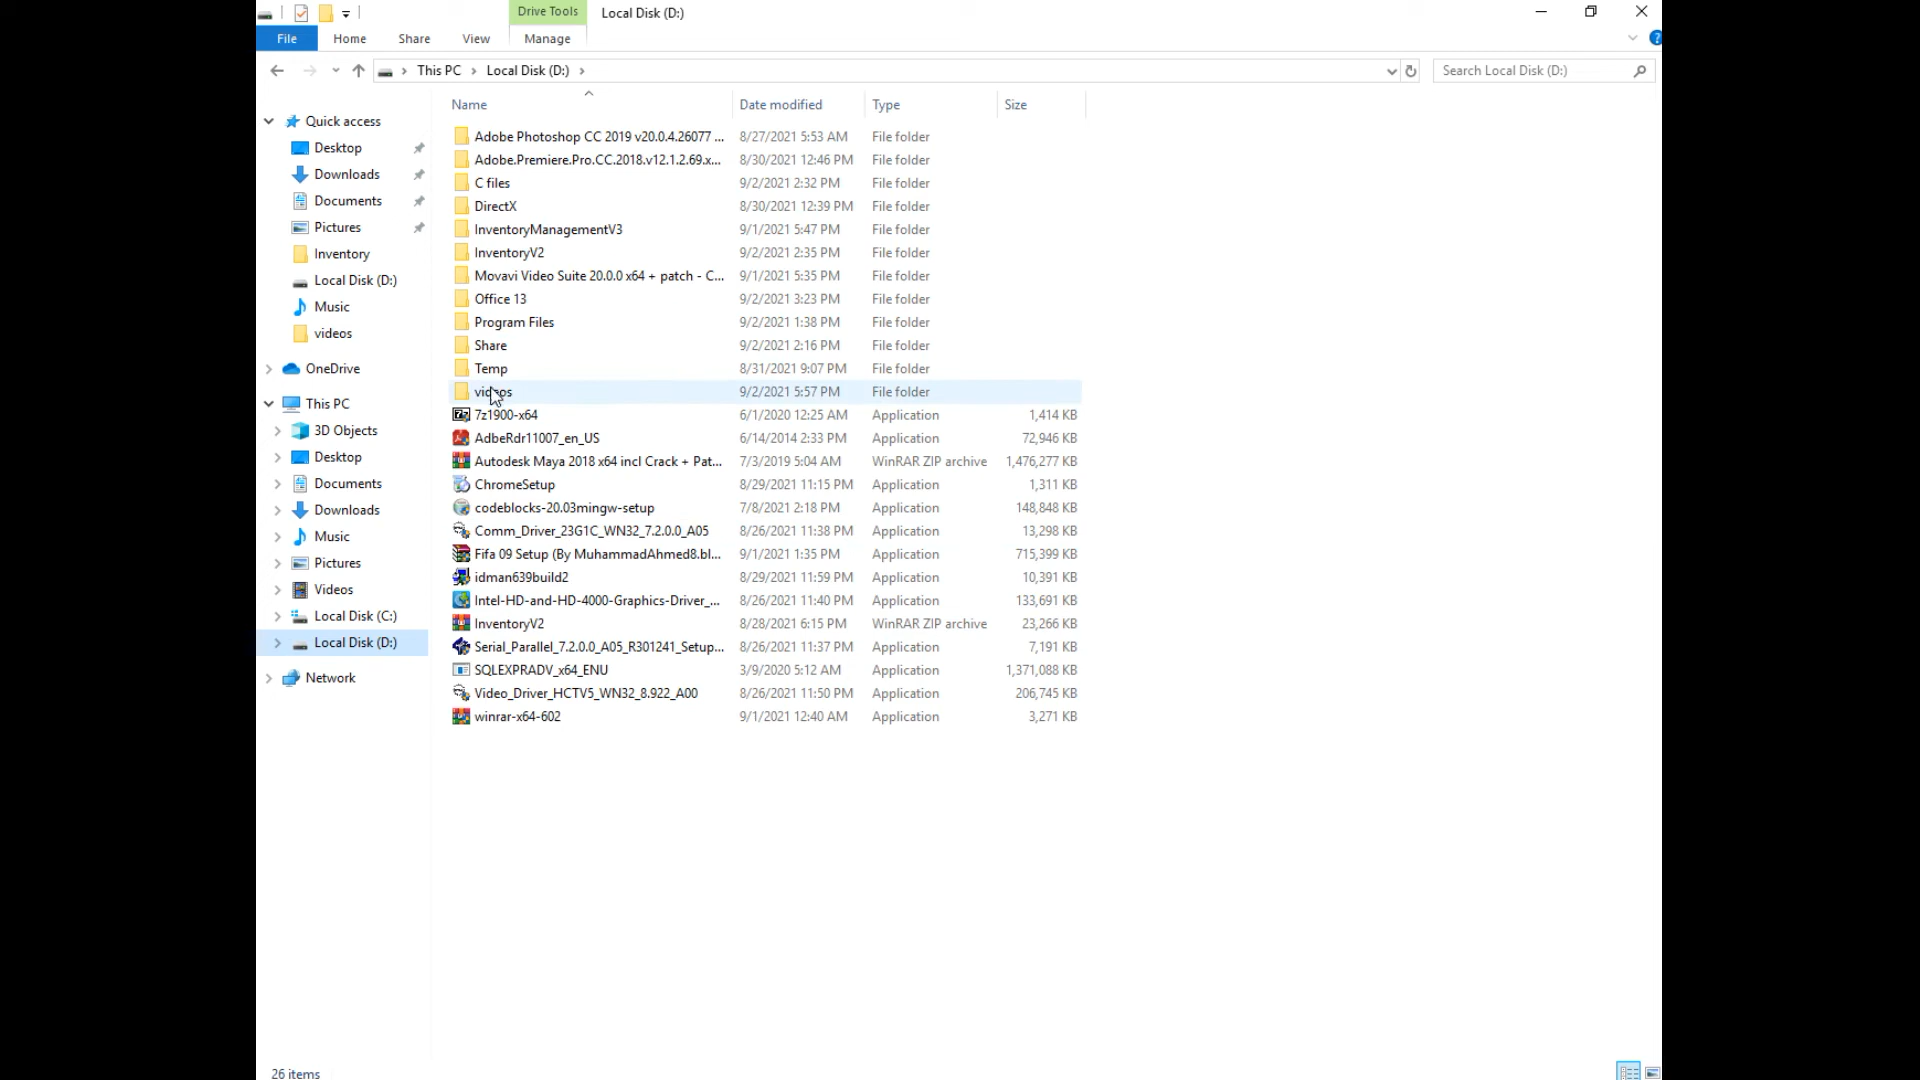 Drive Tools
Local Disk (D:)
File
Home
Share
View
Manage
This PC
Local Disk (D:)
Search Local Disk (D:)
Name
Date modified
Type
Size
Quick access
Desktop
Downloads
Documents
Pictures
Inventory
Local Disk (D:)
Music
videos
OneDrive
This PC
3D Objects
Desktop
Documents
Downloads
Music
Pictures
Videos
Local Disk (C:)
Local Disk (D:)
Network
Adobe Photoshop CC 2019 v20.0.4.26077 ... 8/27/2021 5:53 AM File folder
Adobe.Premiere.Pro.CC.2018.v12.1.2.69.x... 8/30/2021 12:46 PM File folder
C files 9/2/2021 2:32 PM File folder
DirectX 8/30/2021 12:39 PM File folder
InventoryManagementV3 9/1/2021 5:47 PM File folder
InventoryV2 9/2/2021 2:35 PM File folder
Movavi Video Suite 20.0.0 x64 + patch - C... 9/1/2021 5:35 PM File folder
Office 13 9/2/2021 3:23 PM File folder
Program Files 9/2/2021 1:38 PM File folder
Share 9/2/2021 2:16 PM File folder
Temp 8/31/2021 9:07 PM File folder
videos 9/2/2021 5:57 PM File folder
7z1900-x64 6/1/2020 12:25 AM Application 1,414 KB
AdbeRdr11007_en_US 6/14/2014 2:33 PM Application 72,946 KB
Autodesk Maya 2018 x64 incl Crack + Pat... 7/3/2019 5:04 AM WinRAR ZIP archive 1,476,277 KB
ChromeSetup 8/29/2021 11:15 PM Application 1,311 KB
codeblocks-20.03mingw-setup 7/8/2021 2:18 PM Application 148,848 KB
Comm_Driver_23G1C_WN32_7.2.0.0_A05 8/26/2021 11:38 PM Application 13,298 KB
Fifa 09 Setup (By MuhammadAhmed8.bl... 9/1/2021 1:35 PM Application 715,399 KB
idman639build2 8/29/2021 11:59 PM Application 10,391 KB
Intel-HD-and-HD-4000-Graphics-Driver_... 8/26/2021 11:40 PM Application 133,691 KB
InventoryV2 8/28/2021 6:15 PM WinRAR ZIP archive 23,266 KB
Serial_Parallel_7.2.0.0_A05_R301241_Setup... 8/26/2021 11:37 PM Application 7,191 KB
SQLEXPRADV_x64_ENU 3/9/2020 5:12 AM Application 1,371,088 KB
Video_Driver_HCTV5_WN32_8.922_A00 8/26/2021 11:50 PM Application 206,745 KB
winrar-x64-602 9/1/2021 12:40 AM Application 3,271 KB
26 items